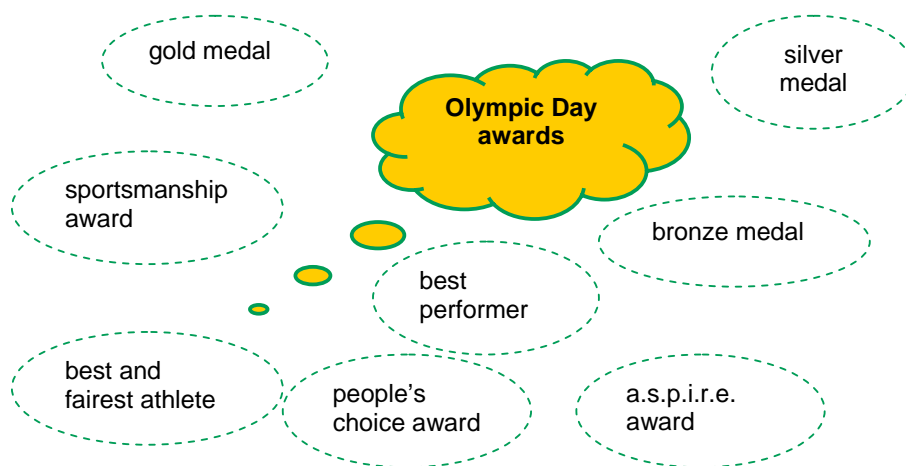 gold medal
silver
medal
Olympic Day
awards
sportsmanship
award
bronze medal
best
performer
best and
fairest athlete
people’s
choice award
a.s.p.i.r.e.
award